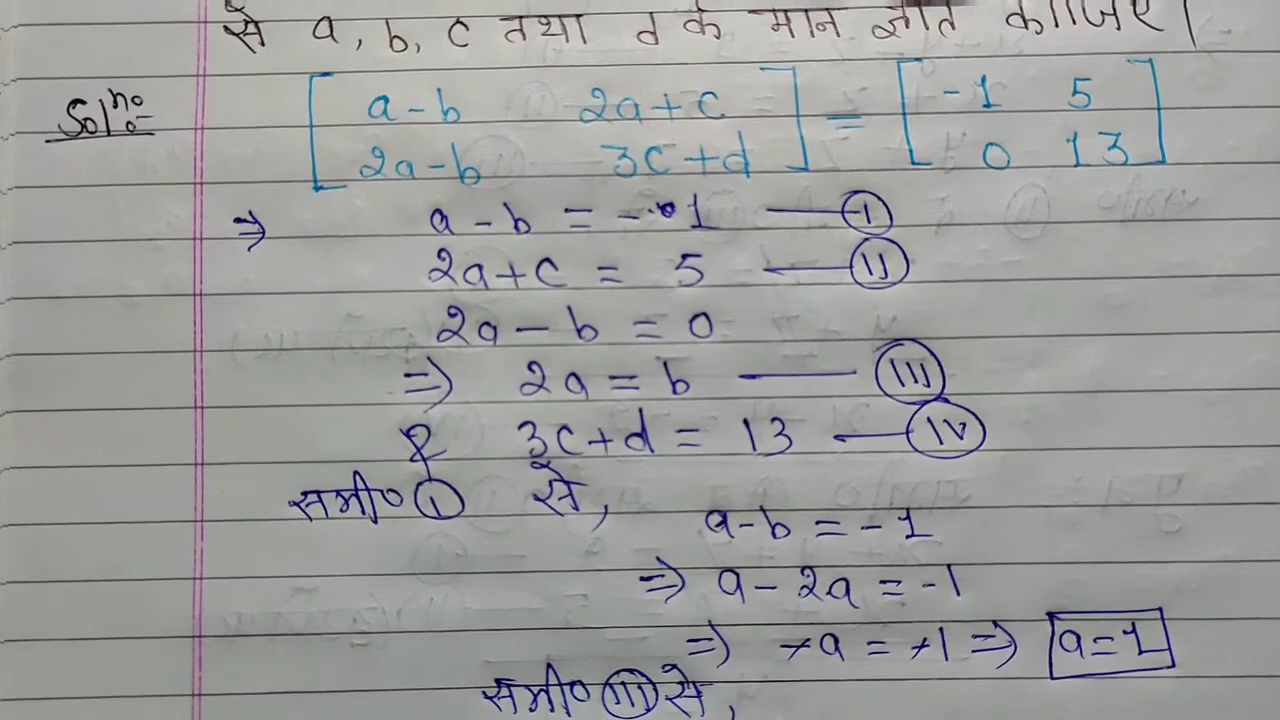 से a, b, c तथा d के मान ज्ञात कीजिए।
Solⁿ:- [ a-b 2a+c ] = [ -1 5 ]
[ 2a-b 3c+d ] [ 0 13 ]
⇒ a - b = -1 — (I)
2a+c = 5 — (II)
2a - b = 0
⇒ 2a = b — (III)
& 3c+d = 13 — (IV)
समी० (I) से,
a-b = -1
⇒ a - 2a = -1
⇒ -a = -1 ⇒ a=1
समी० (III) से,